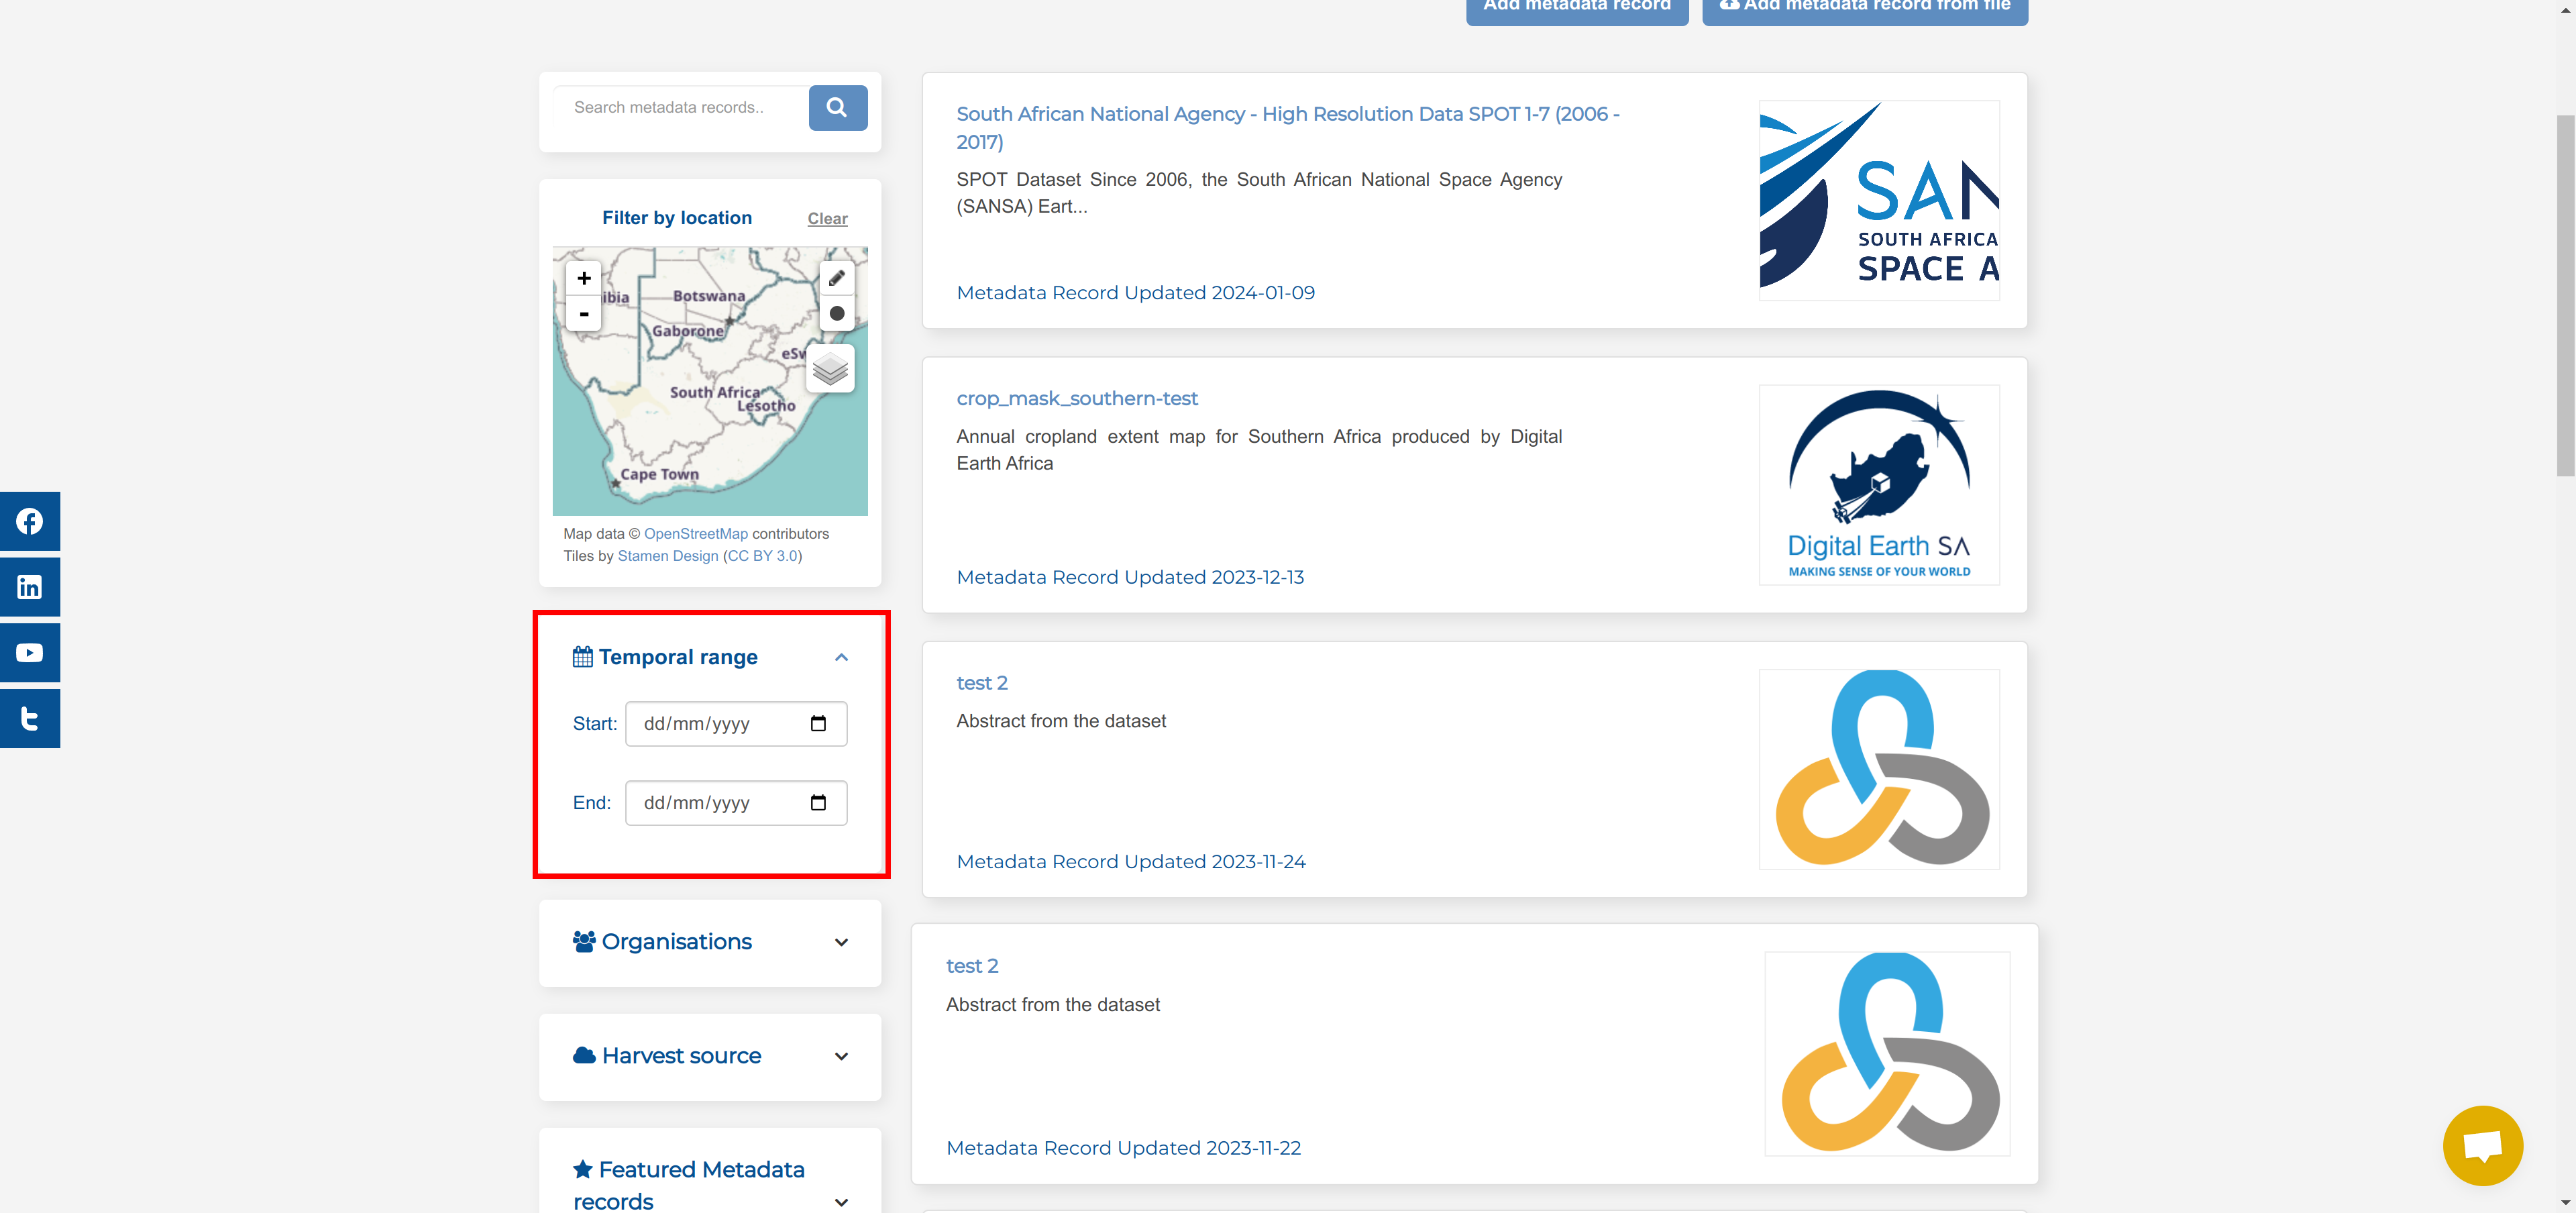 Add metadata record
Add metadata record from file
Search metadata records..
Filter by location
Clear
+
-
ibia
Botswana
Gaborone
eSw
South Africa
Lesotho
Cape Town
Map data © OpenStreetMap contributors
Tiles by Stamen Design (CC BY 3.0)
Temporal range
Start: dd/mm/yyyy
End: dd/mm/yyyy
Organisations
Harvest source
Featured Metadata
records
South African National Agency - High Resolution Data SPOT 1-7 (2006 -
2017)
SPOT Dataset Since 2006, the South African National Space Agency
(SANSA) Eart...
Metadata Record Updated 2024-01-09
SAN
SOUTH AFRICA
SPACE A
crop_mask_southern-test
Annual cropland extent map for Southern Africa produced by Digital
Earth Africa
Metadata Record Updated 2023-12-13
Digital Earth SA
MAKING SENSE OF YOUR WORLD
test 2
Abstract from the dataset
Metadata Record Updated 2023-11-24
test 2
Abstract from the dataset
Metadata Record Updated 2023-11-22